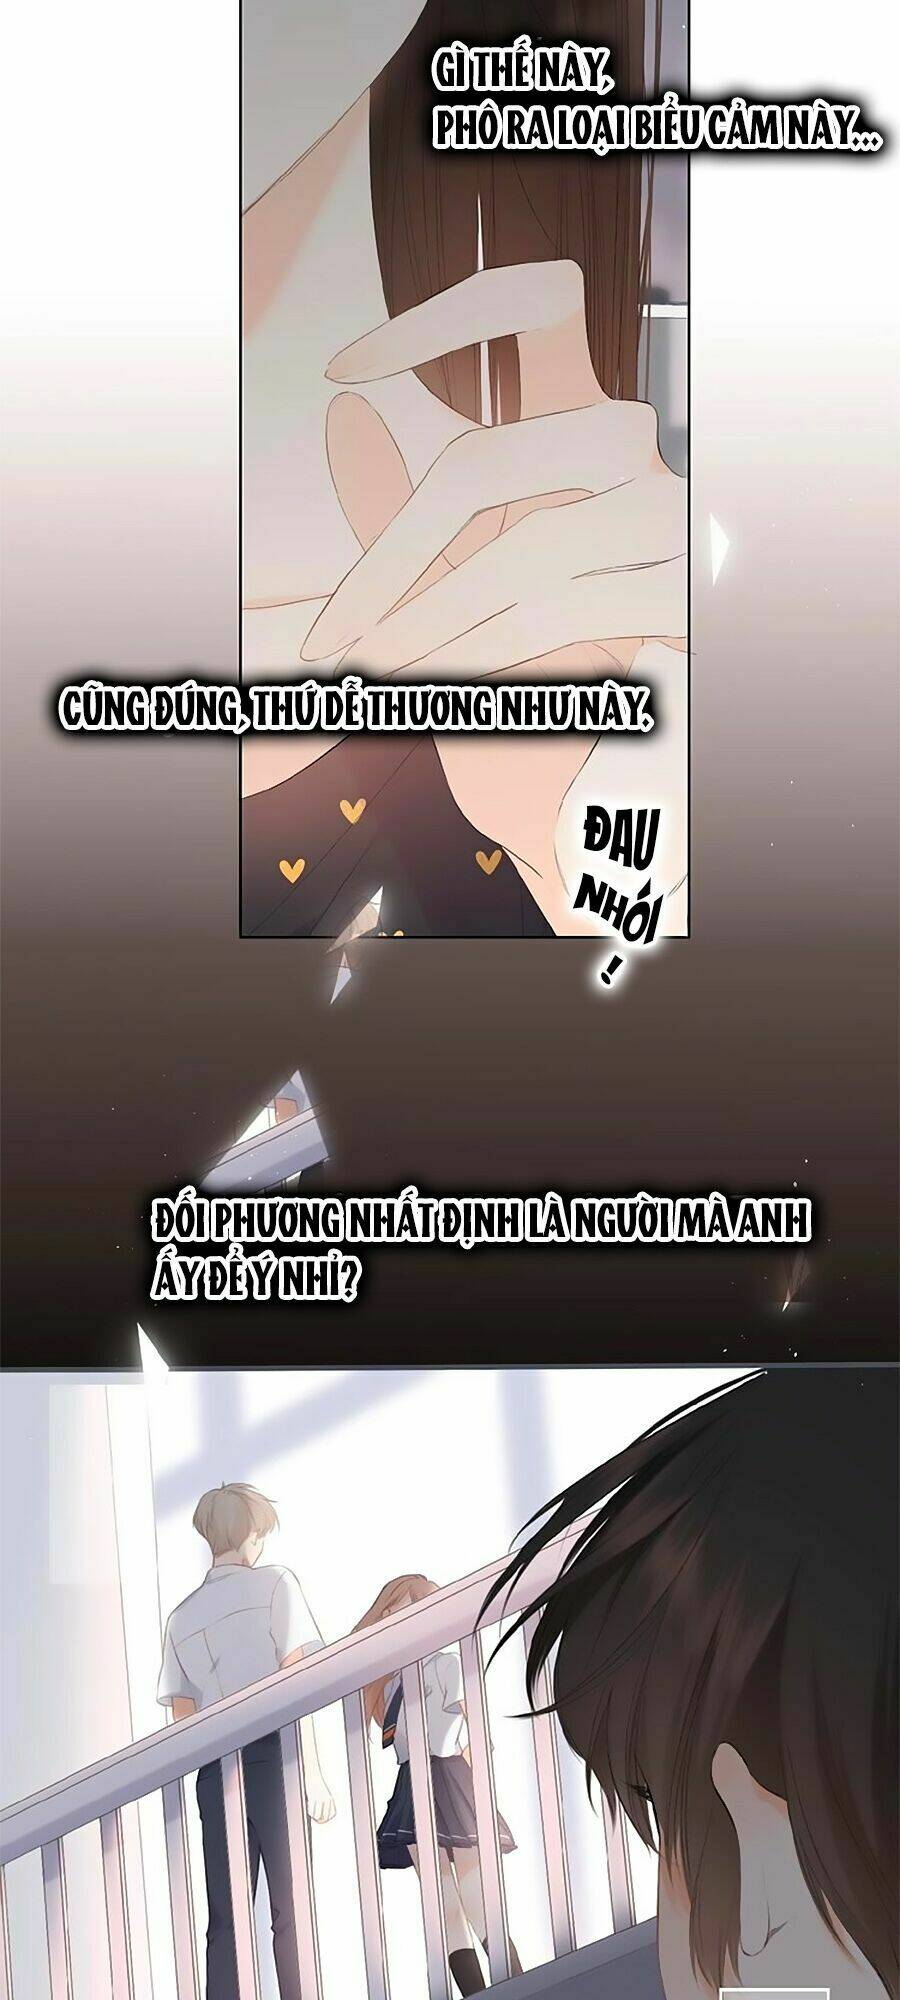 GÌ THẾ NÀY,
PHÔ RA LOẠI BIỂU CẢM NÀY...
CŨNG ĐÚNG, THỨ DỄ THƯƠNG NHƯ NÀY.
ĐAU
NHÓI
!
ĐỐI PHƯƠNG NHẤT ĐỊNH LÀ NGƯỜI MÀ ANH
ẤY ĐỂ Ý NHỈ?